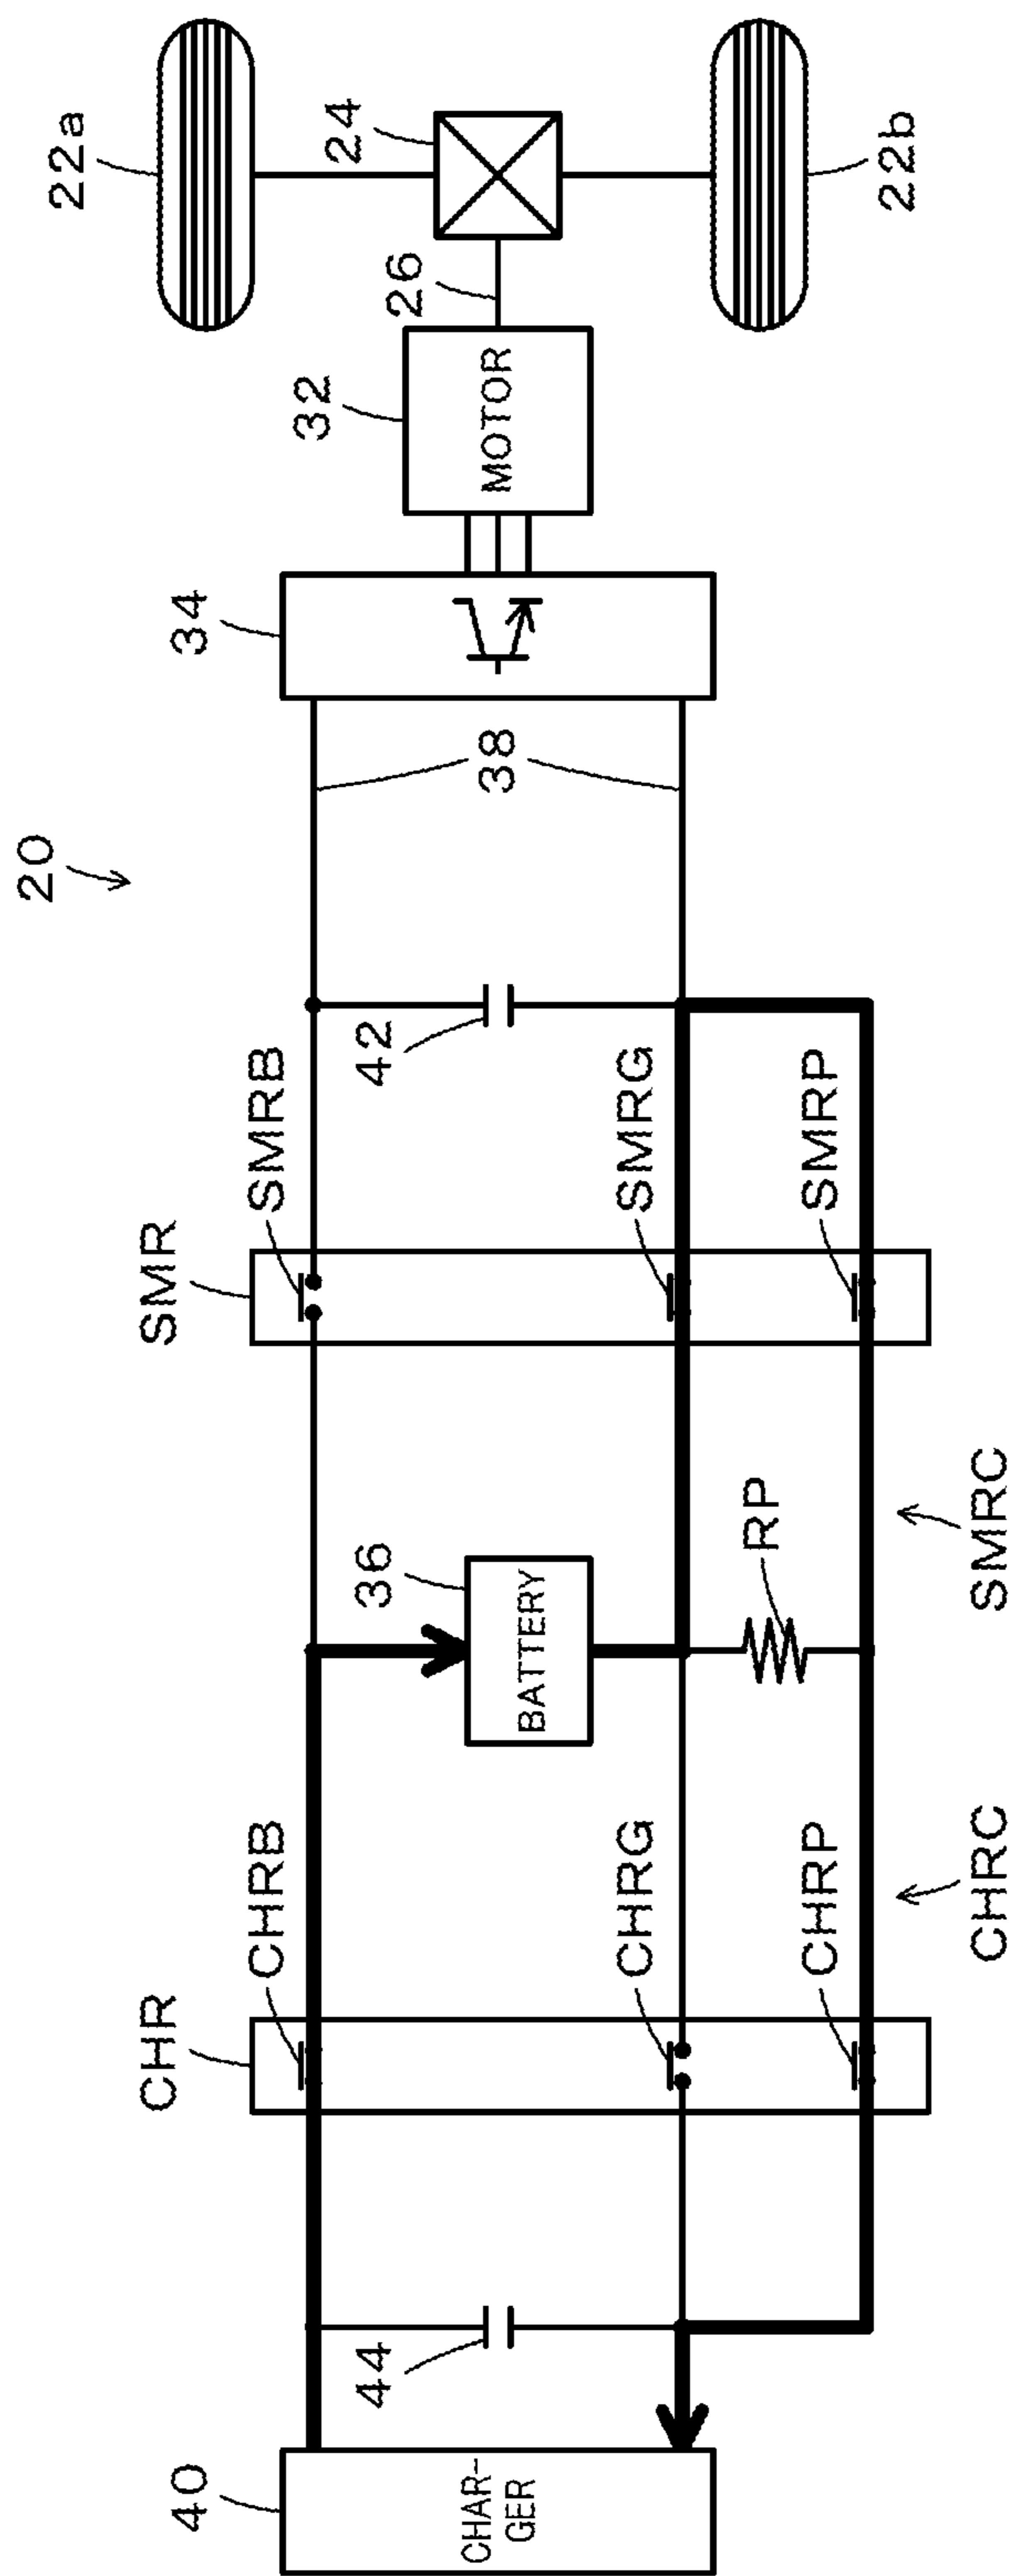 20
SMR
CHR
SMRB
CHRB
22a
24
26
32
MOTOR
34
38
42
36
BATTERY
44
40
CHAR-
GER
SMRG
CHRG
22b
RP
SMRP
CHRP
SMRC
CHRC